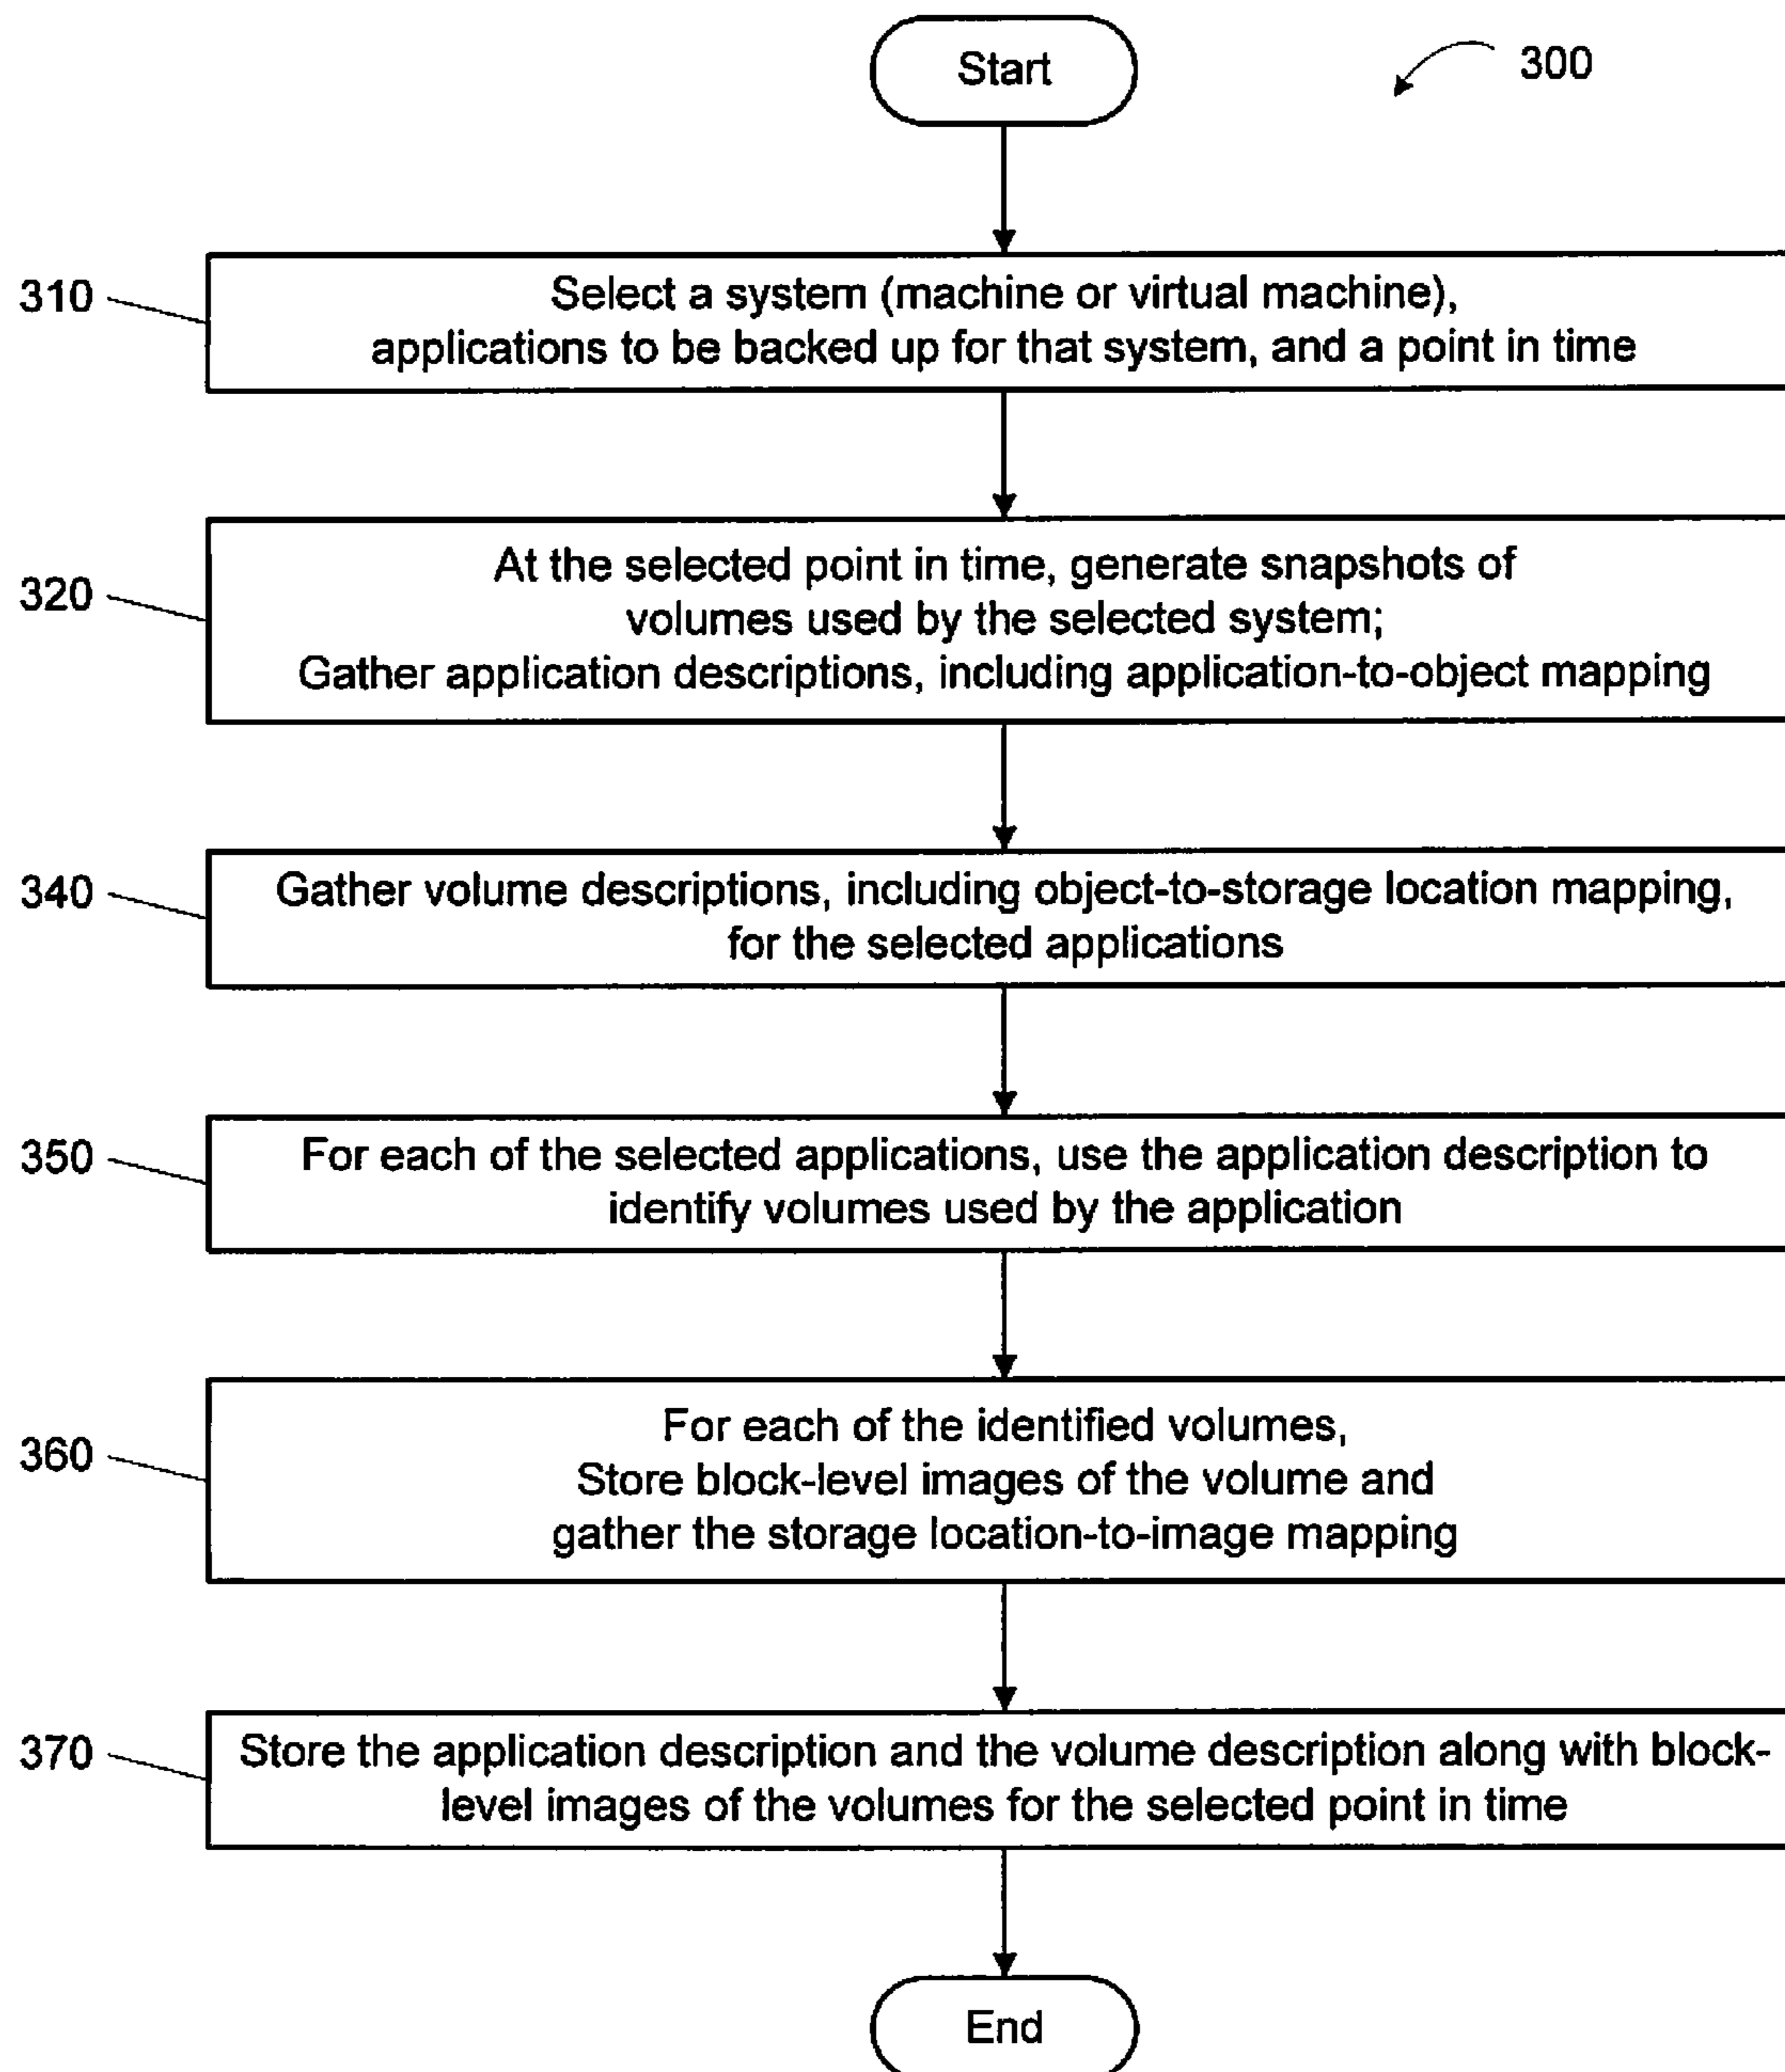 Start
300
310
Select a system (machine or virtual machine),
applications to be backed up for that system, and a point in time
320
At the selected point in time, generate snapshots of
volumes used by the selected system;
Gather application descriptions, including application-to-object mapping
340
Gather volume descriptions, including object-to-storage location mapping,
for the selected applications
350
For each of the selected applications, use the application description to
identify volumes used by the application
360
For each of the identified volumes,
Store block-level images of the volume and
gather the storage location-to-image mapping
370
Store the application description and the volume description along with block-
level images of the volumes for the selected point in time
End